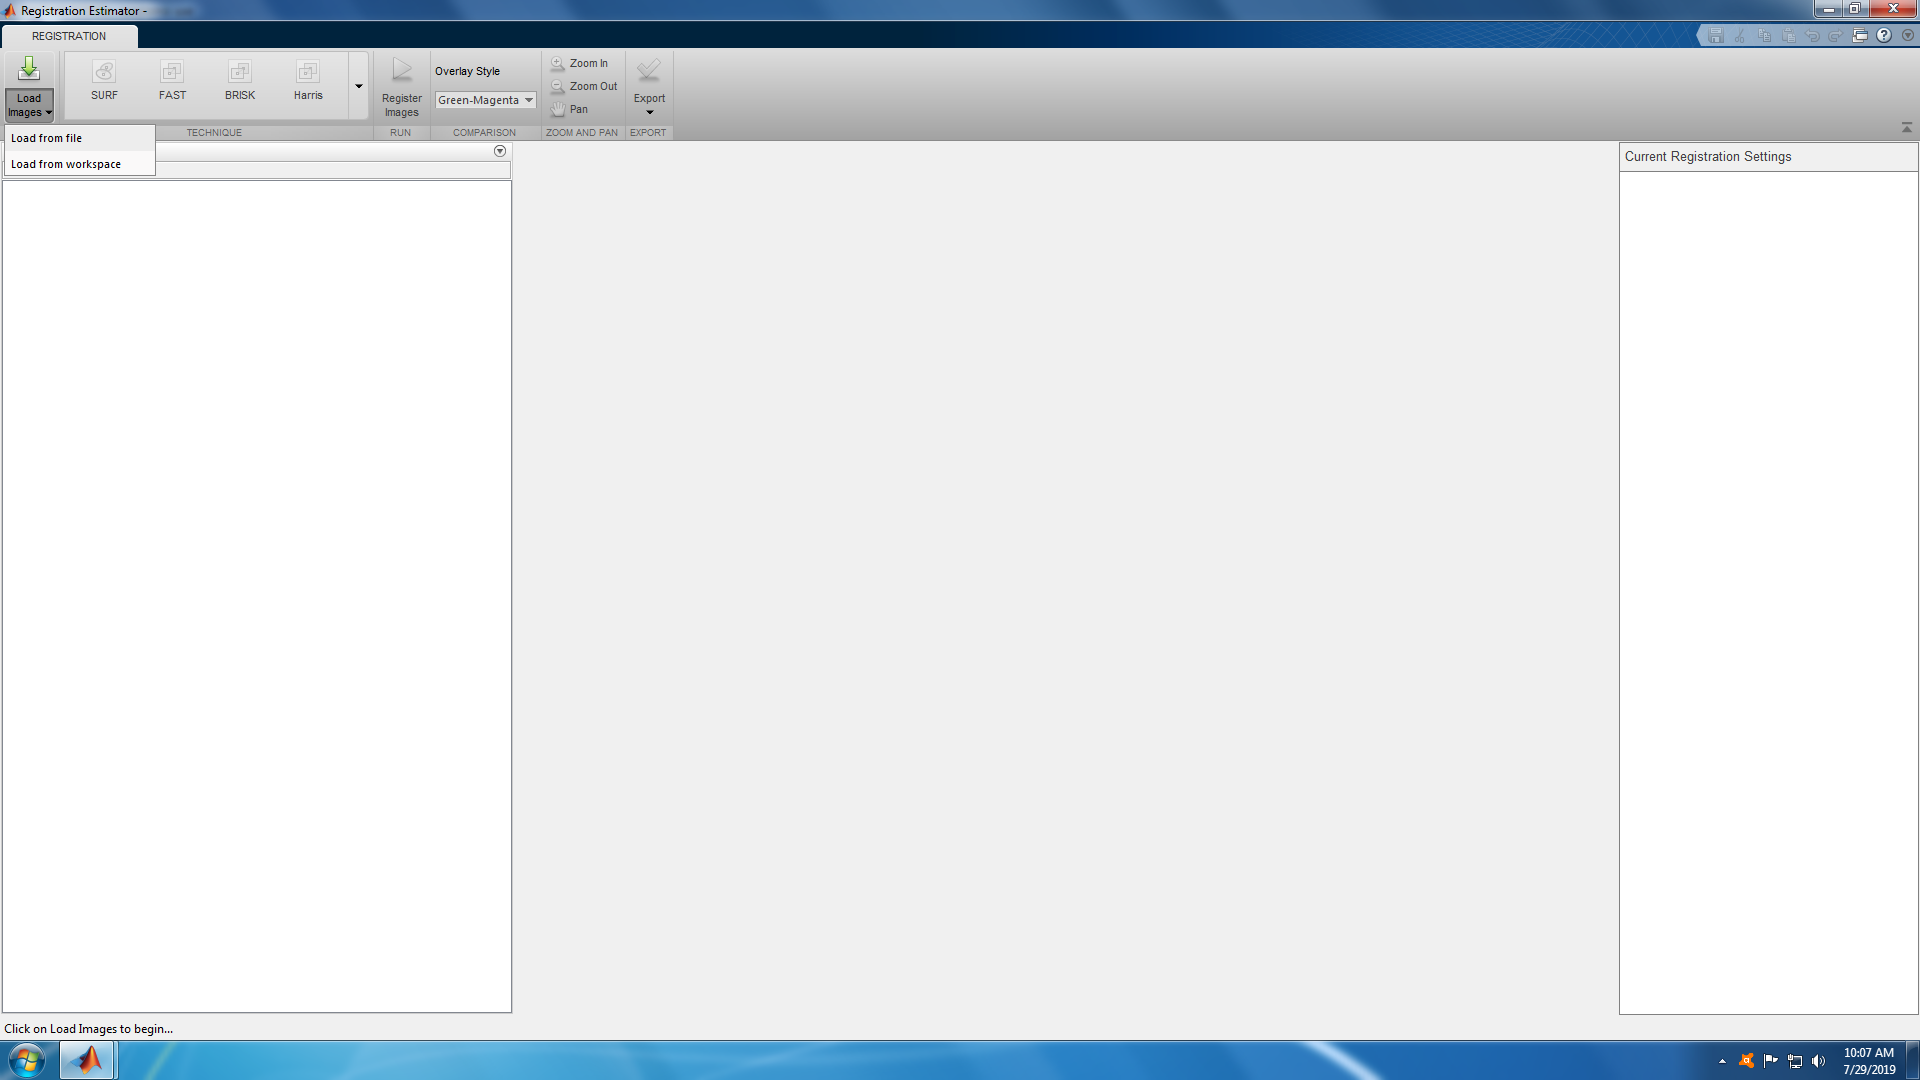 Registration Estimator -
REGISTRATION
Load
Images
SURF
FAST
BRISK
Harris
TECHNIQUE
Register
Images
RUN
Overlay Style
Green-Magenta
COMPARISON
Zoom In
Zoom Out
Pan
ZOOM AND PAN
Export
EXPORT
Load from file
Load from workspace
Current Registration Settings
Click on Load Images to begin...
10:07 AM
7/29/2019